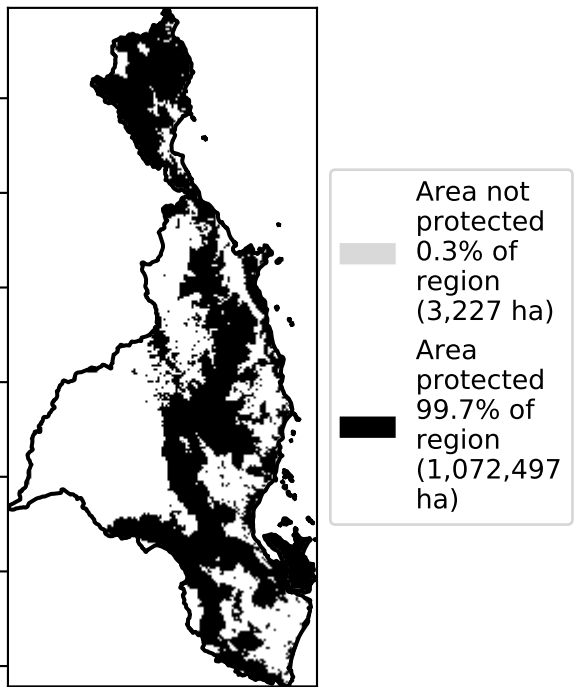 Area not
protected
0.3% of
region
(3,227 ha)
Area
protected
99.7% of
region
(1,072,497
ha)